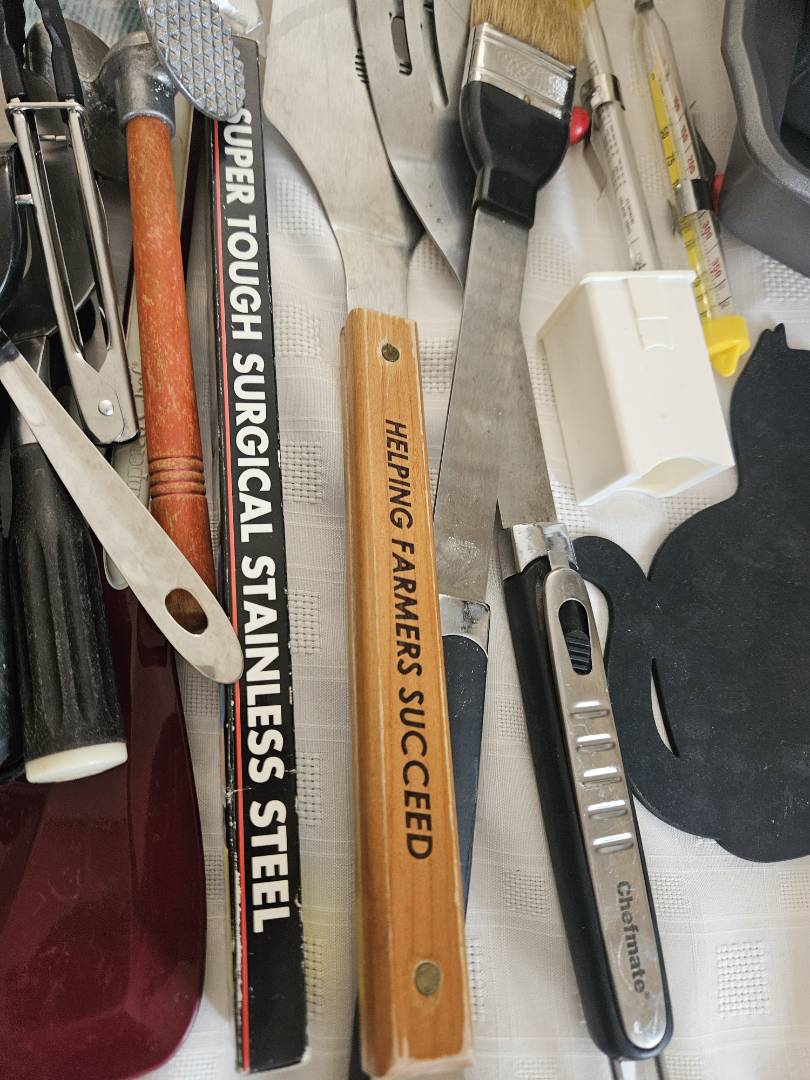 SUPER TOUGH SURGICAL STAINLESS STEEL
HELPING FARMERS SUCCEED
Chefmate®